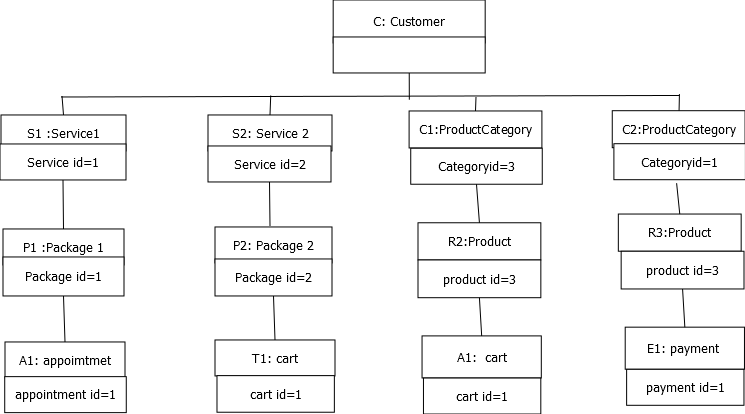 C: Customer
S1 :Service1
Service id=1
S2: Service 2
Service id=2
C1:ProductCategory
Categoryid=3
C2:ProductCategory
Categoryid=1
P1 :Package 1
Package id=1
P2: Package 2
Package id=2
R2:Product
product id=3
R3:Product
product id=3
A1: appoimtmet
appointment id=1
T1: cart
cart id=1
A1: cart
cart id=1
E1: payment
payment id=1